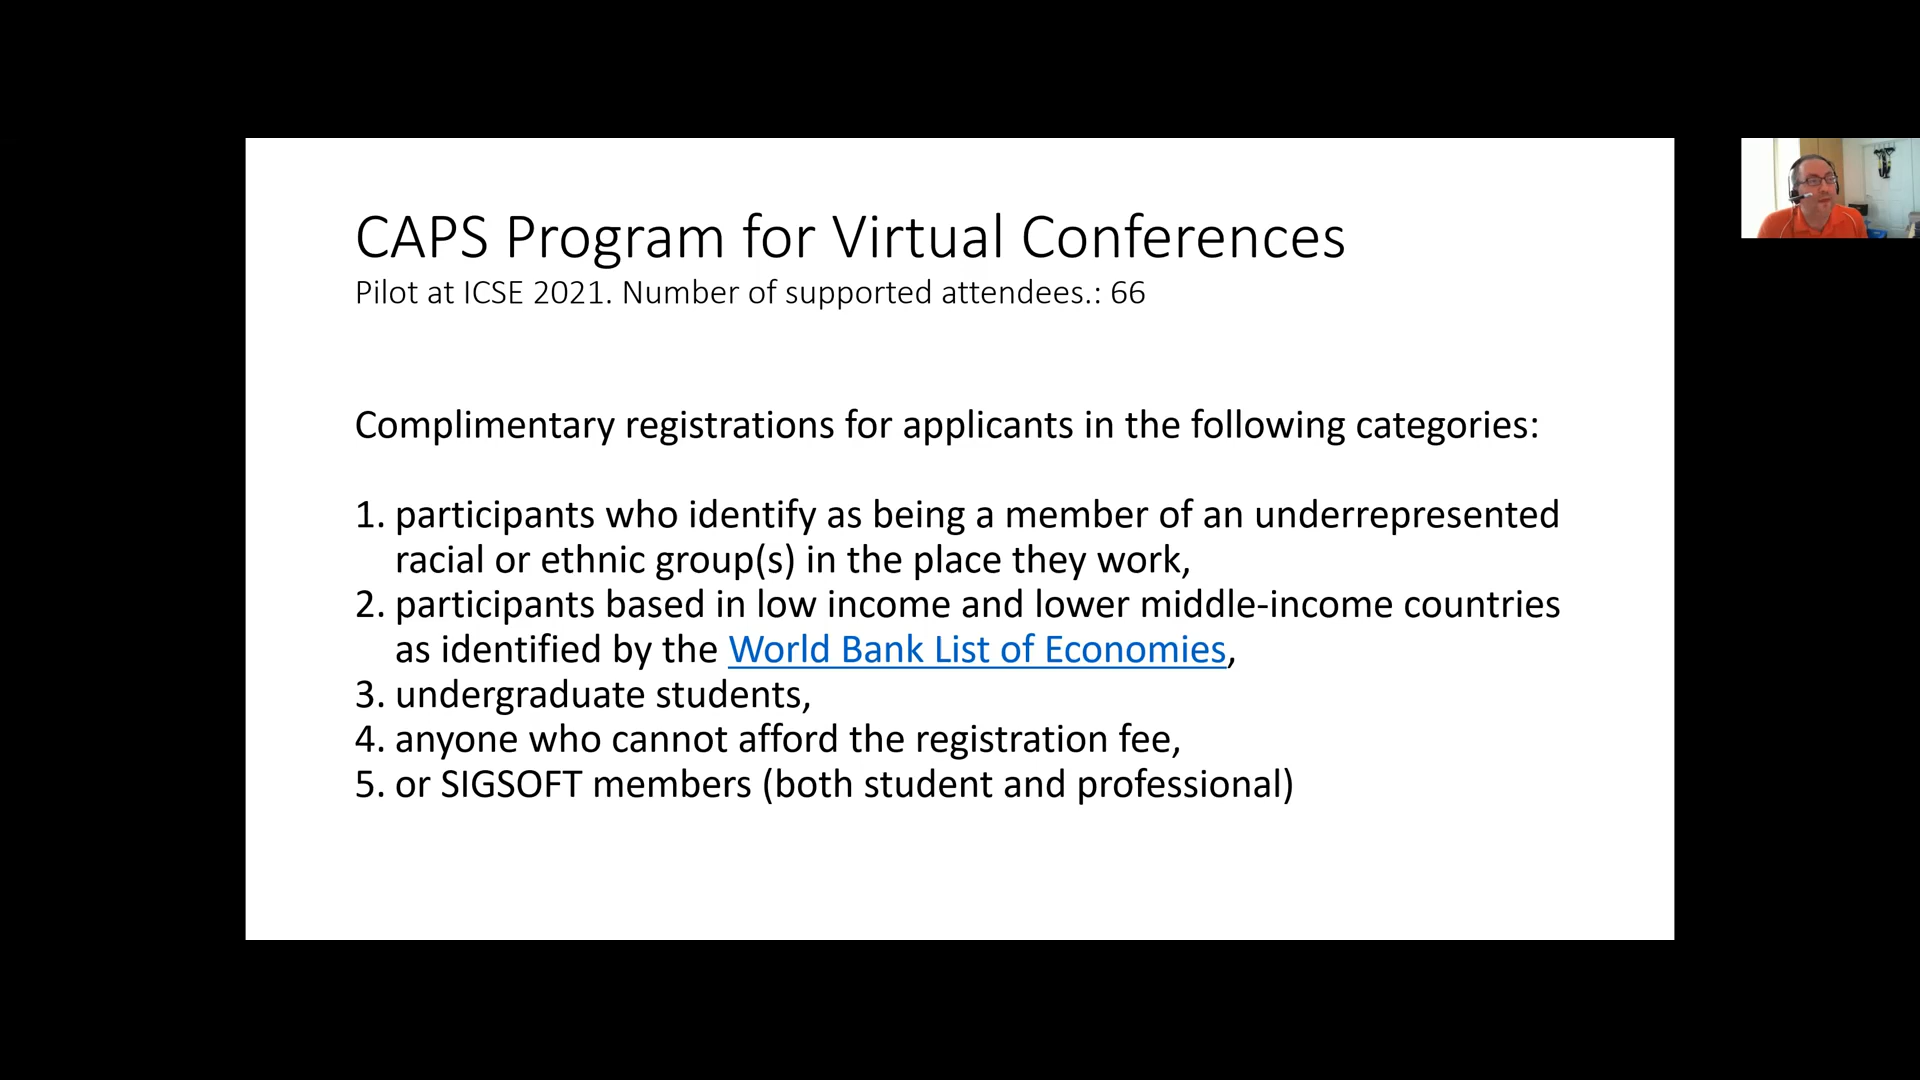 CAPS Program for Virtual Conferences
Pilot at ICSE 2021. Number of supported attendees.: 66
Complimentary registrations for applicants in the following categories:
1. participants who identify as being a member of an underrepresented
racial or ethnic group(s) in the place they work,
2. participants based in low income and lower middle-income countries
as identified by the World Bank List of Economies,
3. undergraduate students,
4. anyone who cannot afford the registration fee,
5. or SIGSOFT members (both student and professional)